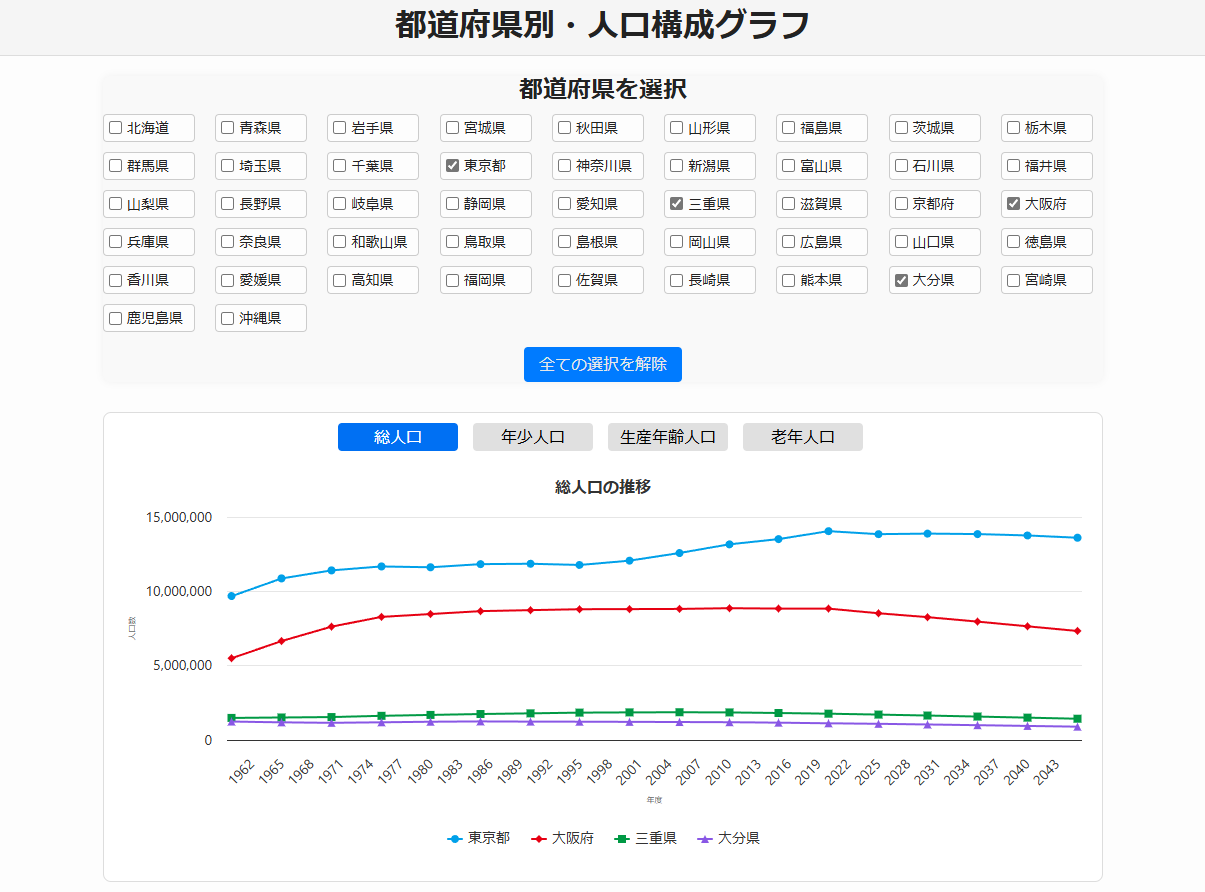 都道府県別・人口構成グラフ
都道府県を選択
北海道 青森県 岩手県 宮城県 秋田県 山形県 福島県 茨城県 栃木県
群馬県 埼玉県 千葉県 東京都 神奈川県 新潟県 富山県 石川県 福井県
山梨県 長野県 岐阜県 静岡県 愛知県 三重県 滋賀県 京都府 大阪府
兵庫県 奈良県 和歌山県 鳥取県 島根県 岡山県 広島県 山口県 徳島県
香川県 愛媛県 高知県 福岡県 佐賀県 長崎県 熊本県 大分県 宮崎県
鹿児島県 沖縄県
全ての選択を解除
総人口 年少人口 生産年齢人口 老年人口
総人口の推移
15,000,000
10,000,000
人口数
5,000,000
0
1962 1965 1968 1971 1974 1977 1980 1983 1986 1989 1992 1995 1998 2001 2004 2007 2010 2013 2016 2019 2022 2025 2028 2031 2034 2037 2040 2043
年度
東京都 大阪府 三重県 大分県